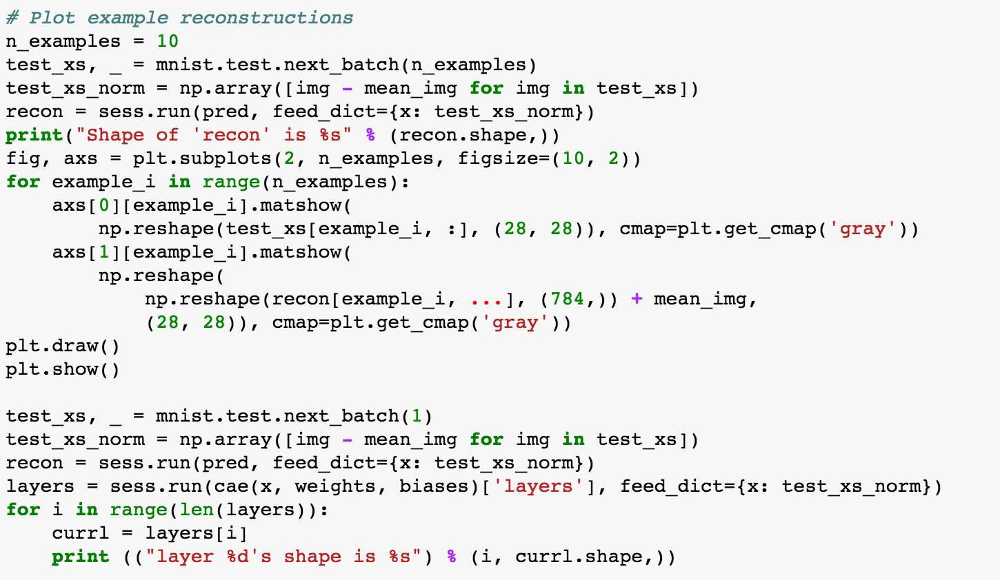 # Plot example reconstructions
n_examples = 10
test_xs, _ = mnist.test.next_batch(n_examples)
test_xs_norm = np.array([img - mean_img for img in test_xs])
recon = sess.run(pred, feed_dict={x: test_xs_norm})
print("Shape of 'recon' is %s" % (recon.shape,))
fig, axs = plt.subplots(2, n_examples, figsize=(10, 2))
for example_i in range(n_examples):
    axs[0][example_i].matshow(
        np.reshape(test_xs[example_i, :], (28, 28)), cmap=plt.get_cmap('gray'))
    axs[1][example_i].matshow(
        np.reshape(
            np.reshape(recon[example_i, ...], (784,)) + mean_img,
            (28, 28)), cmap=plt.get_cmap('gray'))
plt.draw()
plt.show()

test_xs, _ = mnist.test.next_batch(1)
test_xs_norm = np.array([img - mean_img for img in test_xs])
recon = sess.run(pred, feed_dict={x: test_xs_norm})
layers = sess.run(cae(x, weights, biases)['layers'], feed_dict={x: test_xs_norm})
for i in range(len(layers)):
    currl = layers[i]
    print (("layer %d's shape is %s") % (i, currl.shape,))